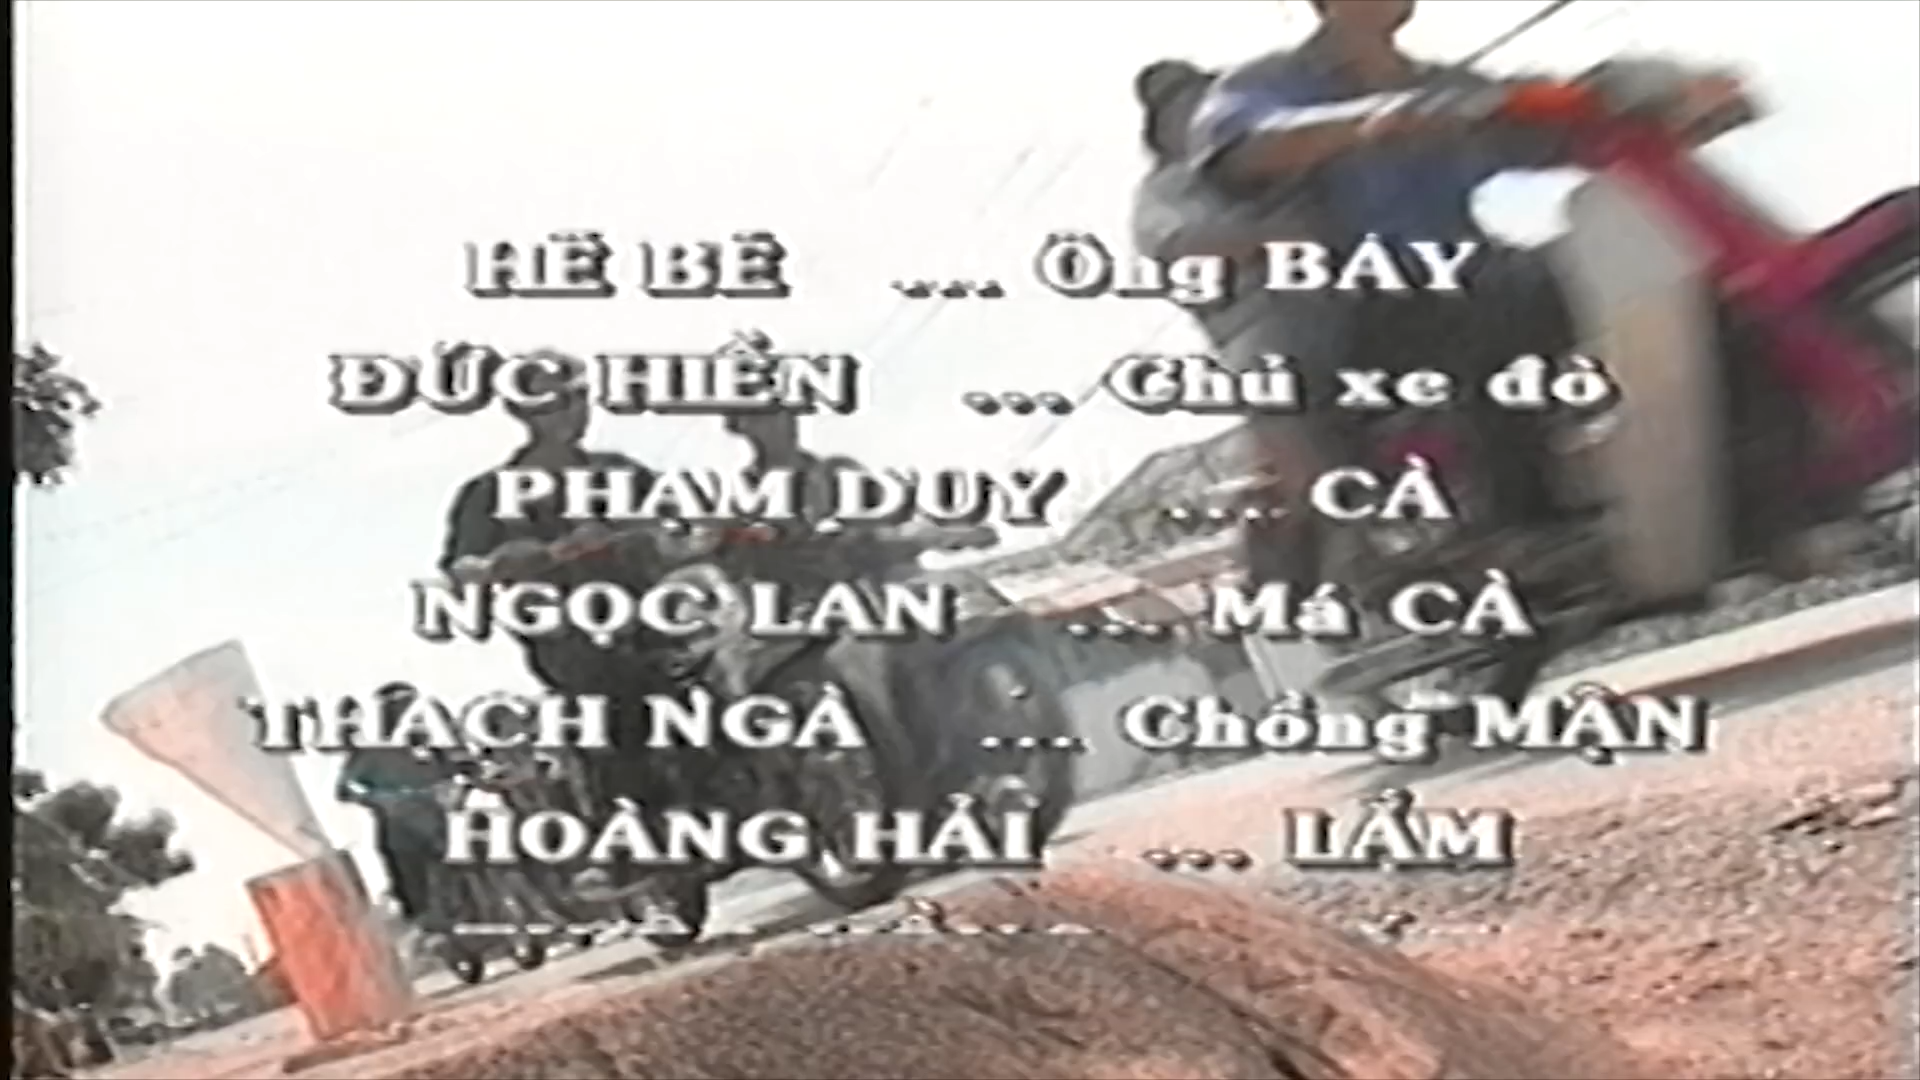 HỀ BÊ .... Ông BẢY
ĐỨC HIỀN ... Chủ xe đò
PHẠM DUY .... CÀ
NGỌC LAN .... Má CÀ
THẠCH NGÀ .... Chồng MẬN
HOÀNG HẢI ... LẨM